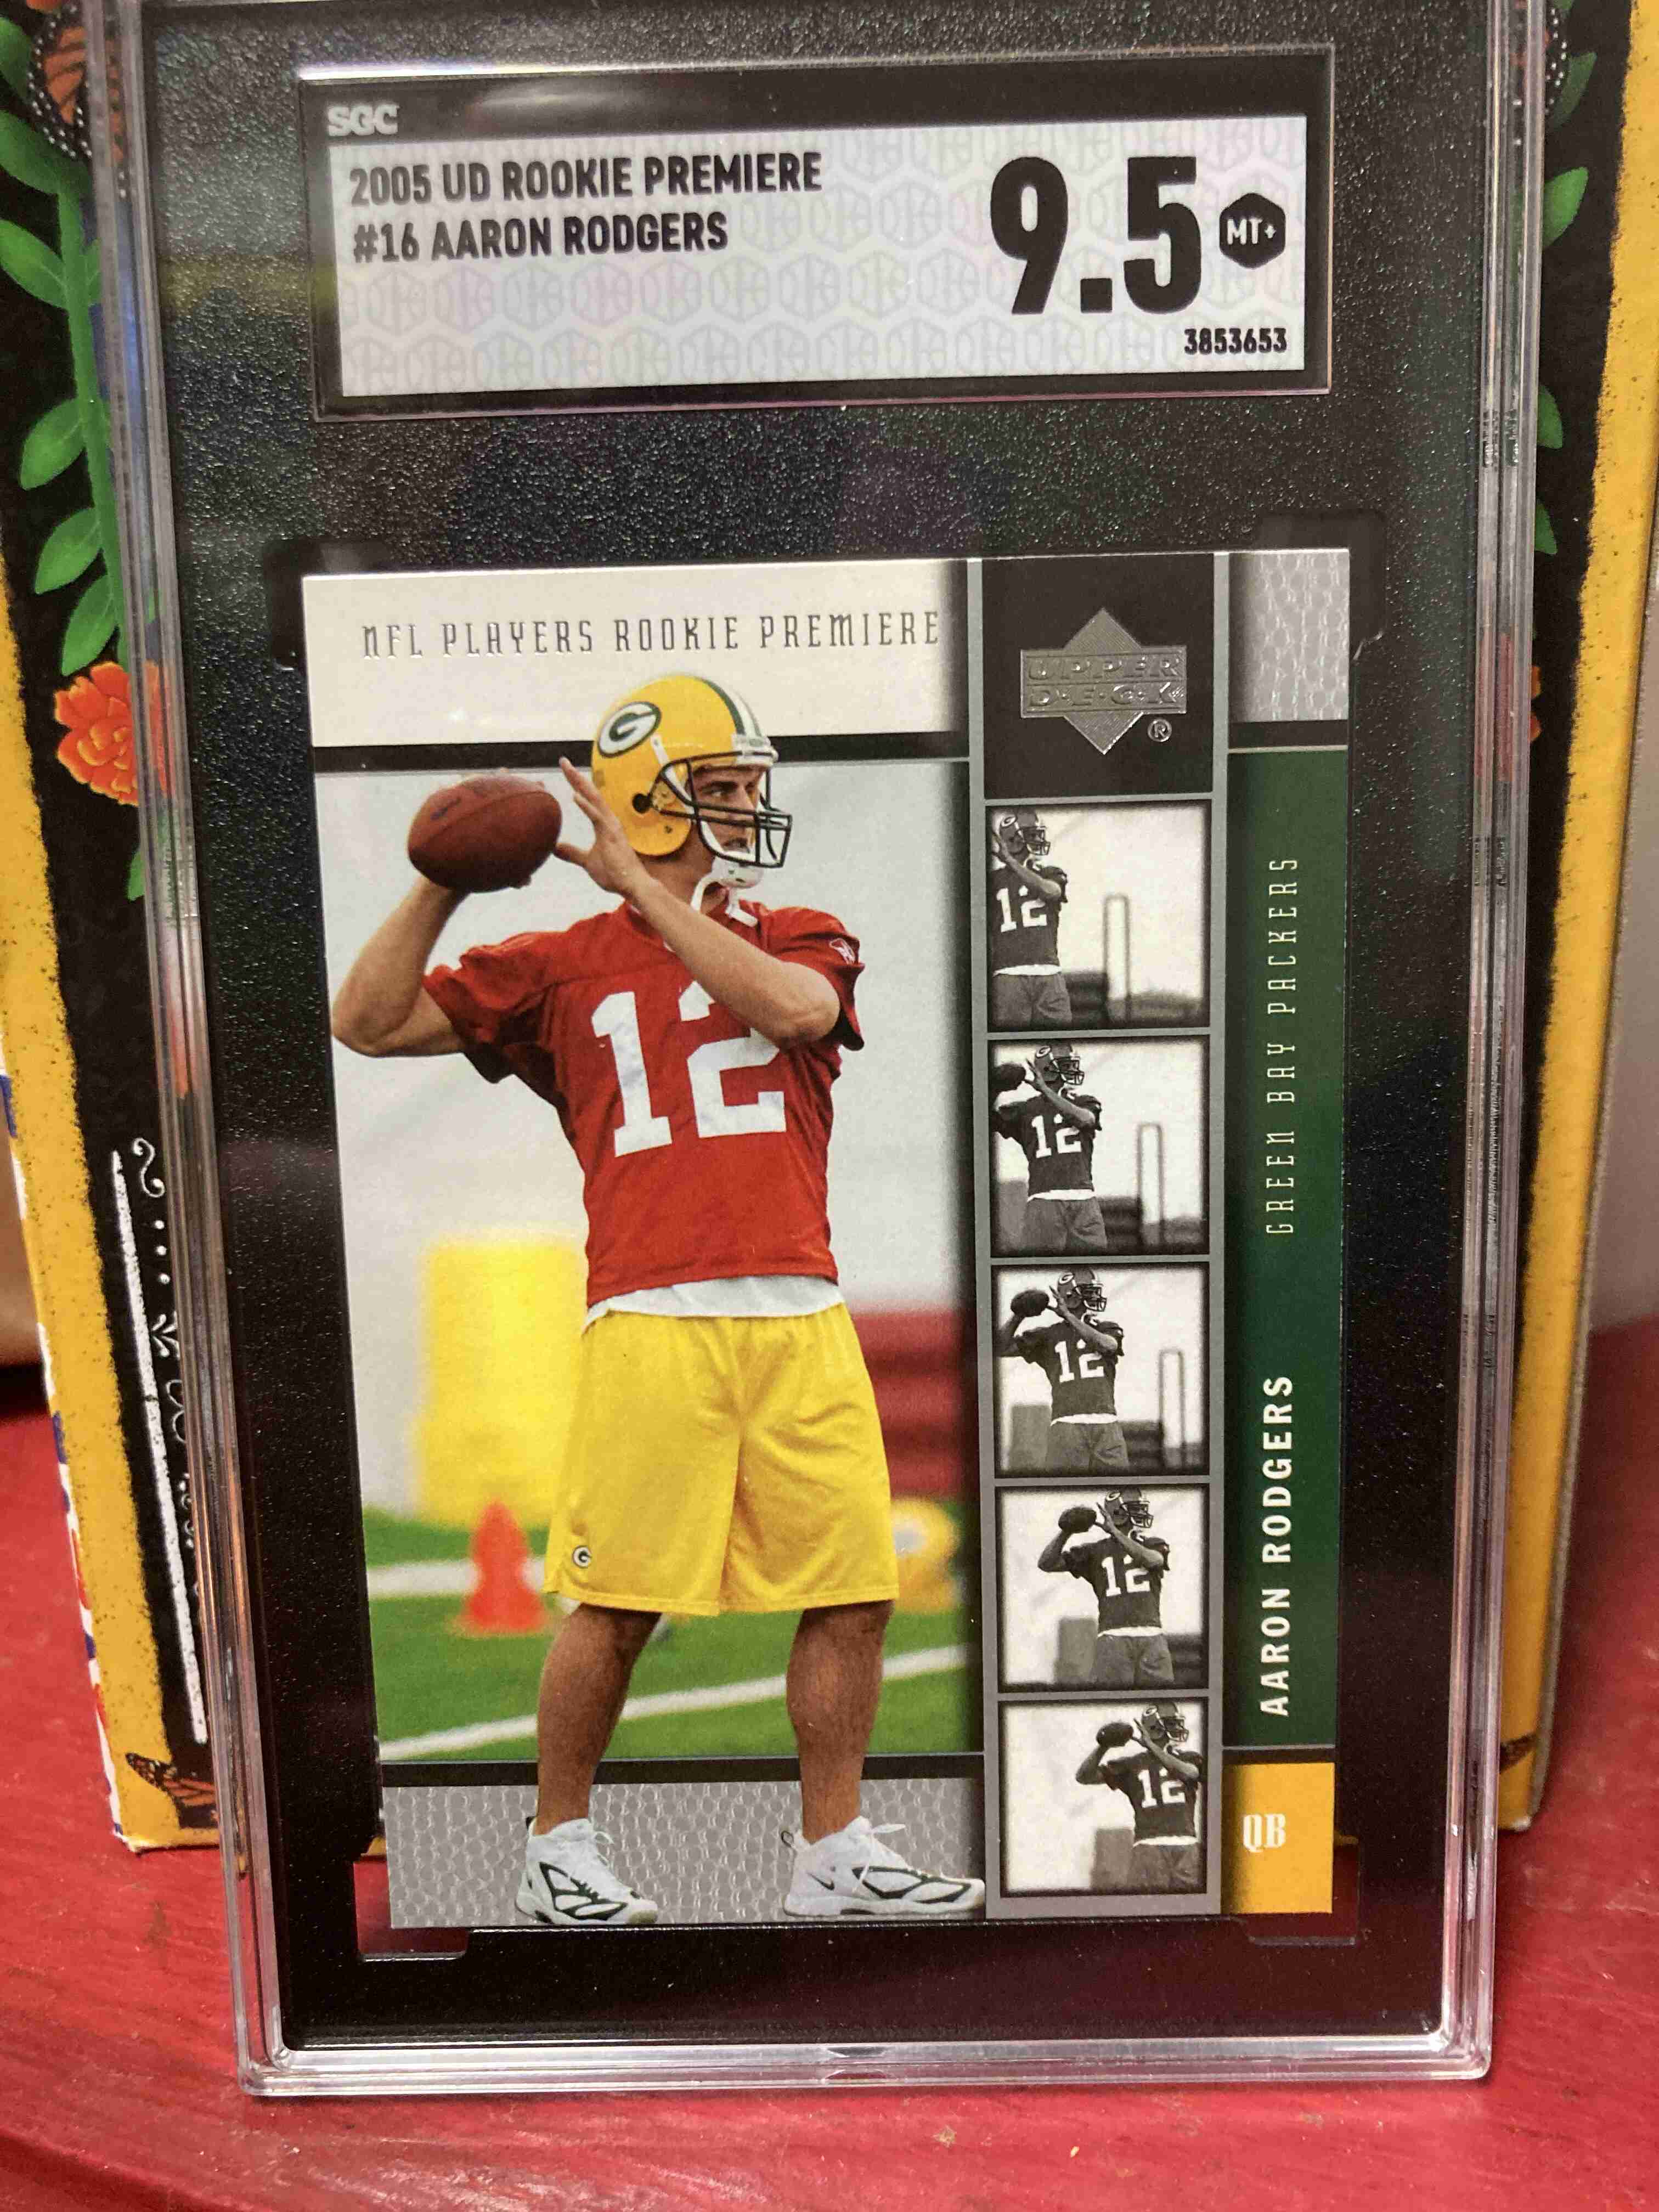 SGC
2005 UD ROOKIE PREMIERE
#16 AARON RODGERS
9.5
MT+
3853653
NFL PLAYERS ROOKIE PREMIERE
UPPER
DECK
®
G
12
G
12
12
12
12
12
GREEN BAY PACKERS
AARON RODGERS
QB